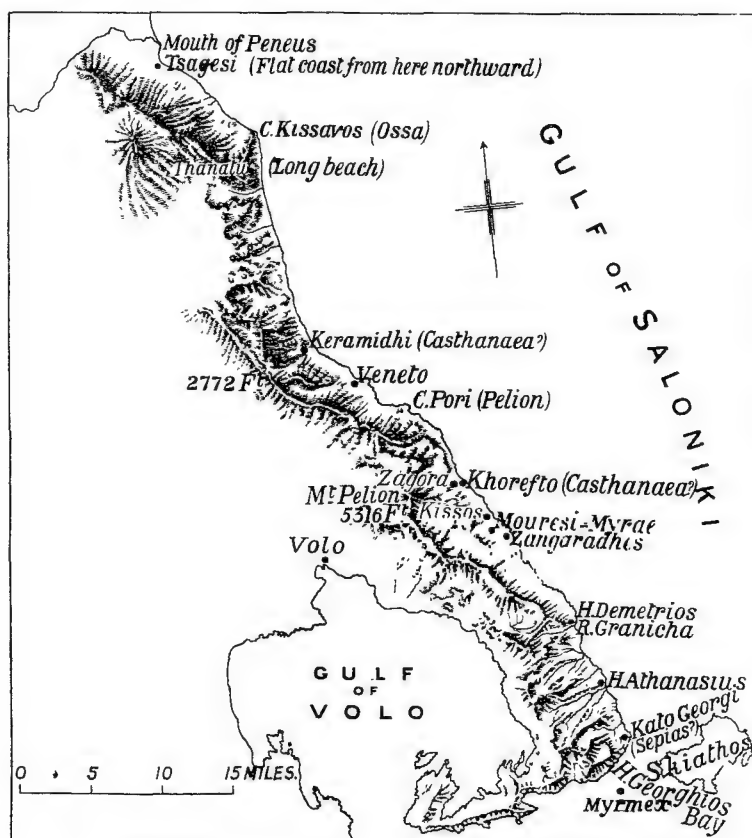 Mouth of Peneus
Tsagesi (Flat coast from here northward)
C. Kissavos (Ossa)
Thanatu (Long beach)
GULF OF SALONIKI
Keramidhi (Casthanaea?)
2772 Ft
Veneto
C. Pori (Pelion)
Zagora
Khorefto (Casthanaea?)
Mt Pelion
5316 Ft
Kissos
Mouresi-Myrae
Zangaradhes
Volo
H. Demetrios
R. Granicha
GULF
OF
VOLO
H. Athanasius
Kato Georgi
(Sepias?)
Skiathos
0 5 10 15 MILES.
H. Georghios
Bay
Myrmex